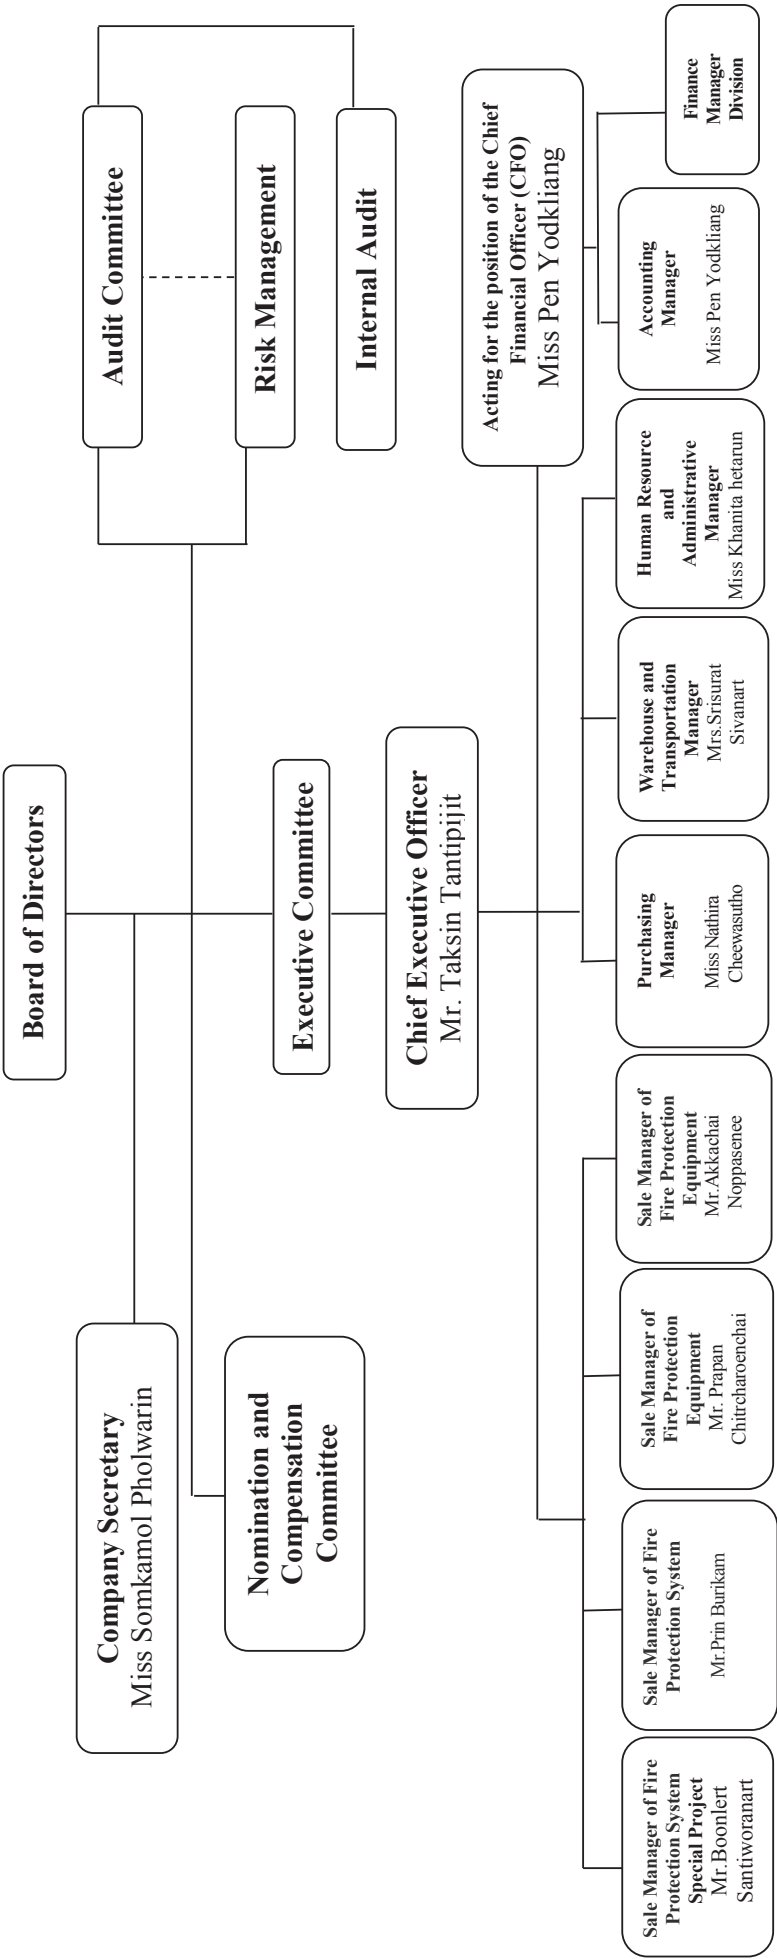 Board of Directors
Company Secretary
Miss Somkamol Pholwarin
Audit Committee
Nomination and
Compensation
Committee
Risk Management
Executive Committee
Internal Audit
Chief Executive Officer
Mr. Taksin Tantipijit
Acting for the position of the Chief
Financial Officer (CFO)
Miss Pen Yodkliang
Sale Manager of Fire
Protection System
Special Project
Mr.Boonlert
Santiworanart
Sale Manager of Fire
Protection System
Mr.Prin Burikam
Sale Manager of
Fire Protection
Equipment
Mr. Prapan
Chitrcharoenchai
Sale Manager of
Fire Protection
Equipment
Mr.Akkachai
Noppasenee
Purchasing
Manager
Miss Nathira
Cheewasutho
Warehouse and
Transportation
Manager
Mrs.Srisurat
Sivanart
Human Resource
and
Administrative
Manager
Miss Khanita hetarun
Accounting
Manager
Miss Pen Yodkliang
Finance
Manager
Division